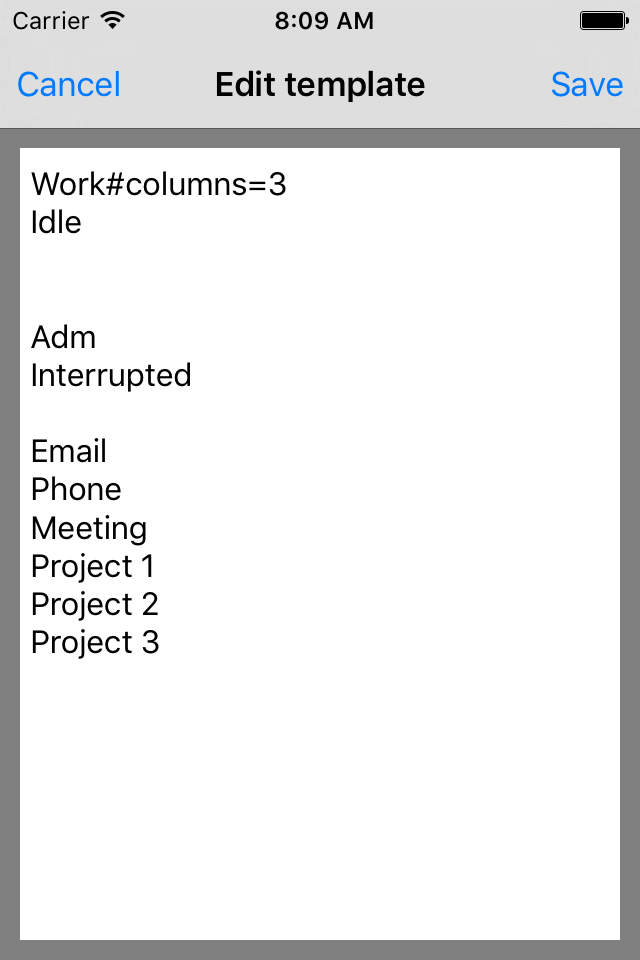 Carrier 8:09 AM
Cancel Edit template Save
Work#columns=3
Idle
Adm
Interrupted
Email
Phone
Meeting
Project 1
Project 2
Project 3